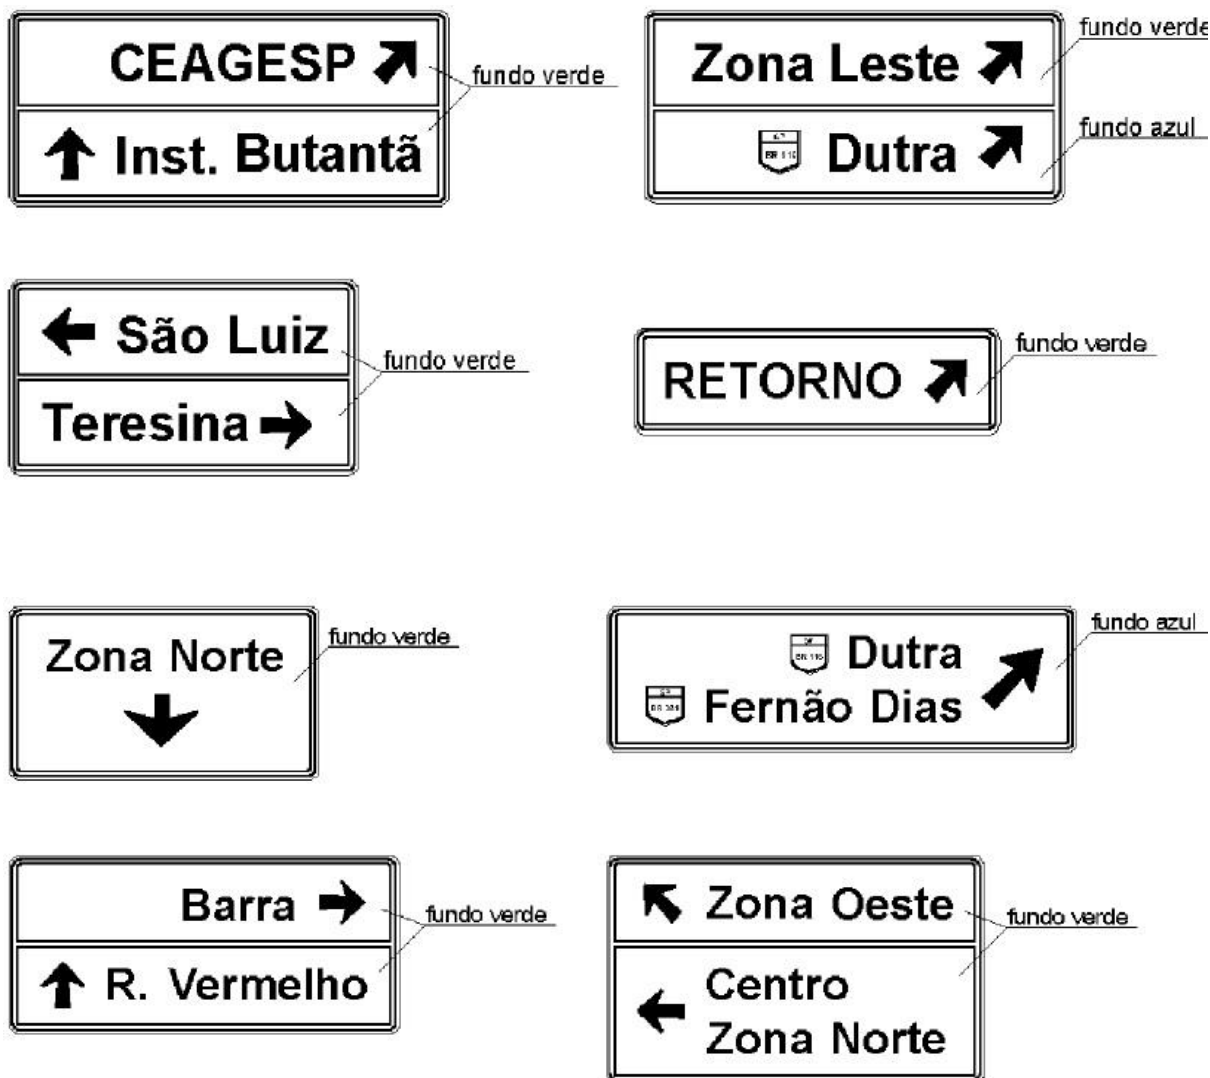 CEAGESP
Inst. Butantã
fundo verde
Zona Leste
Dutra
fundo verde
fundo azul
São Luiz
Teresina
fundo verde
RETORNO
fundo verde
Zona Norte
fundo verde
Dutra
Fernão Dias
fundo azul
Barra
R. Vermelho
fundo verde
Zona Oeste
Centro
Zona Norte
fundo verde